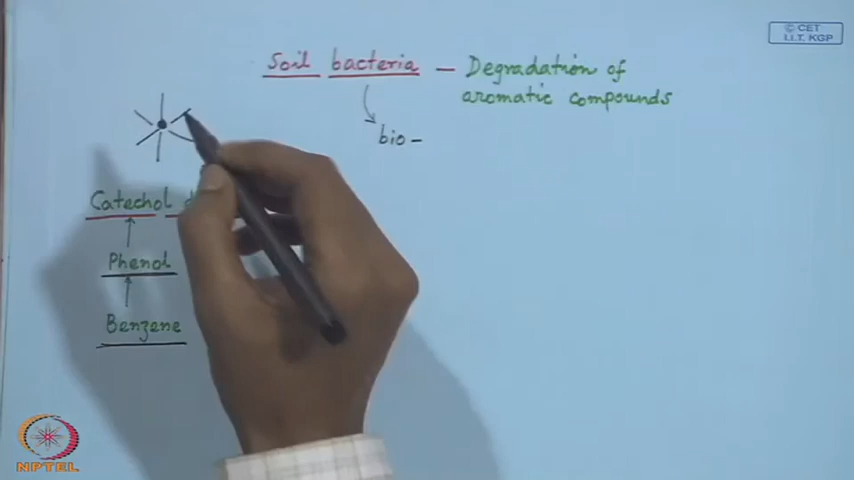 © CET
I.I.T. KGP
Soil bacteria – Degradation of
aromatic compounds
bio –
Catechol
Phenol
Benzene
NPTEL